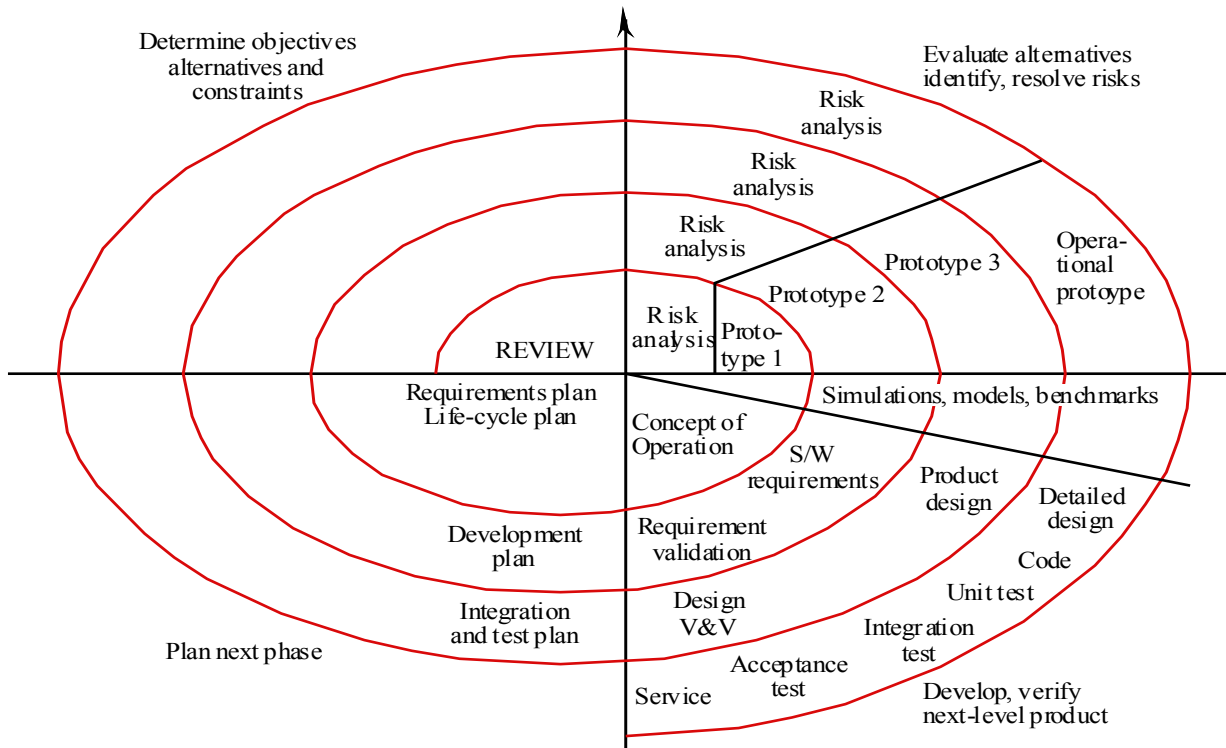 Determine objectives
alternatives and
constraints
Evaluate alternatives
identify, resolve risks
Risk
analysis
Risk
analysis
Risk
analysis
Risk
analysis
Proto-
type 1
Prototype 2
Prototype 3
Opera-
tional
protoype
REVIEW
Requirements plan
Life-cycle plan
Simulations, models, benchmarks
Concept of
Operation
S/W
requirements
Product
design
Detailed
design
Development
plan
Requirement
validation
Code
Unit test
Integration
and test plan
Design
V&V
Integration
test
Plan next phase
Acceptance
test
Service
Develop, verify
next-level product